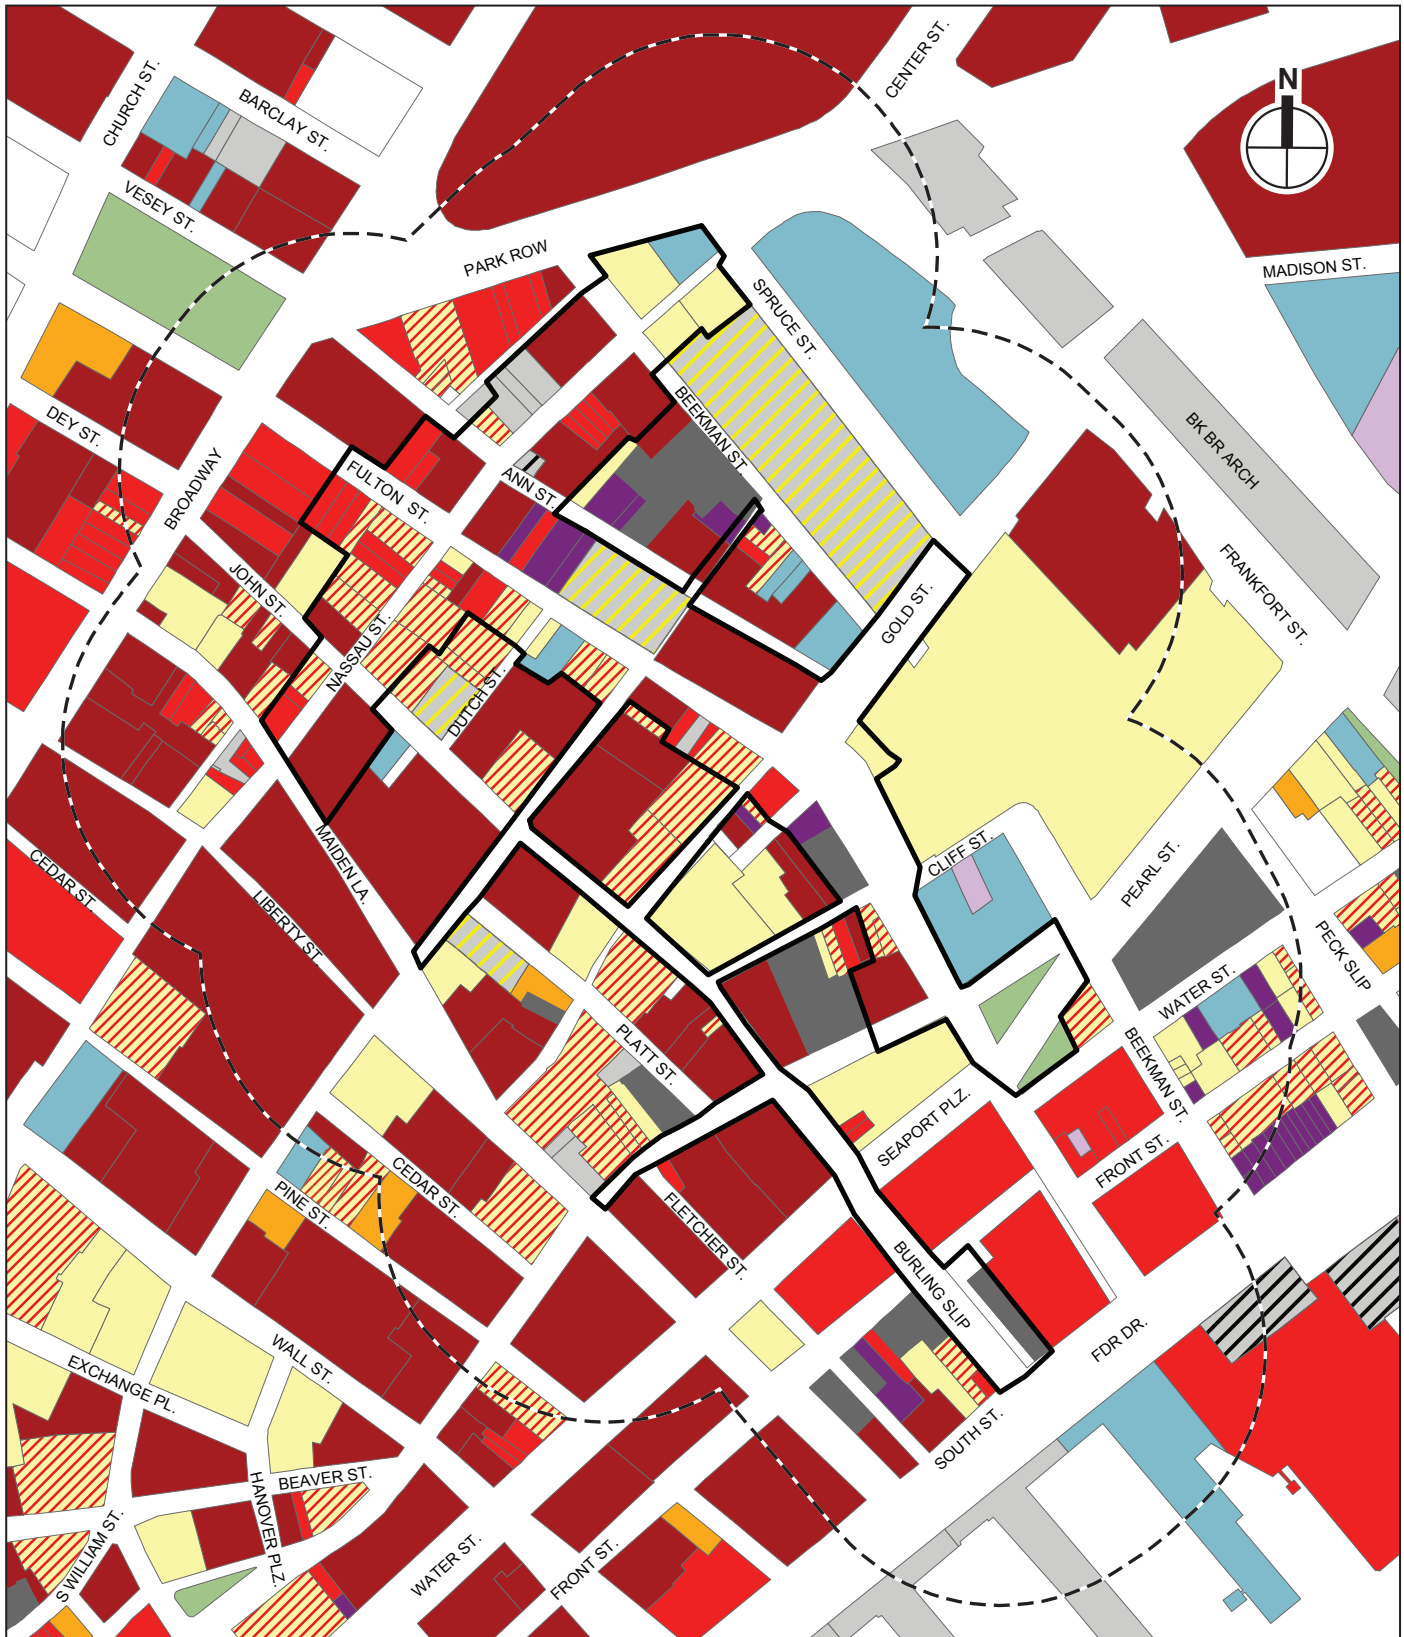 CENTER ST.
N
CHURCH ST.
BARCLAY ST.
VESEY ST.
PARK ROW
MADISON ST.
SPRUCE ST.
DEY ST.
BEEKMAN ST.
BK BR ARCH
BROADWAY
FULTON ST.
ANN ST.
FRANKFORT ST.
JOHN ST.
GOLD ST.
NASSAU ST.
DUTCH ST.
MAIDEN LA.
CLIFF ST.
PEARL ST.
CEDAR ST.
LIBERTY ST.
PECK SLIP
WATER ST.
PLATT ST.
BEEKMAN ST.
SEAPORT PLZ.
FRONT ST.
CEDAR ST.
PINE ST.
FLETCHER ST.
BURLING SLIP
FDR DR.
WALL ST.
EXCHANGE PL.
SOUTH ST.
BEAVER ST.
HANOVER PLZ.
S WILLIAM ST.
WATER ST.
FRONT ST.